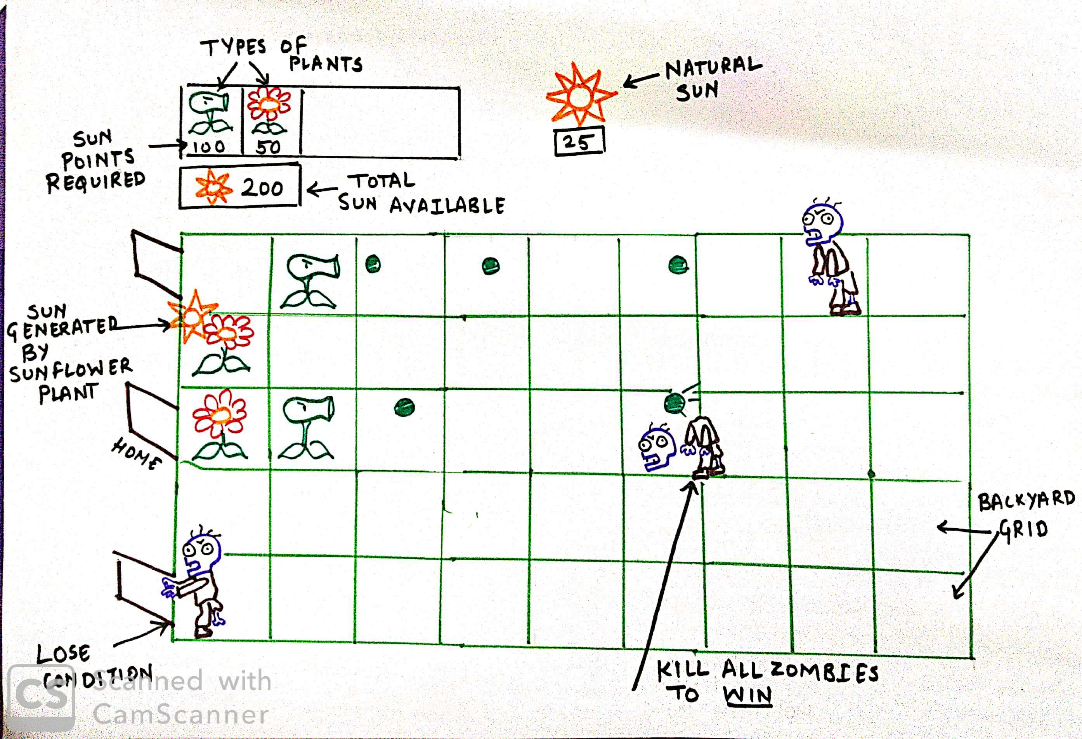 TYPES OF
PLANTS
NATURAL
SUN
25
SUN
POINTS
REQUIRED
100 50
200
TOTAL
SUN AVAILABLE
SUN
GENERATED
BY
SUNFLOWER
PLANT
HOME
BACKYARD
GRID
LOSE
CONDITION
KILL ALL ZOMBIES
TO WIN
CS
Scanned with
CamScanner